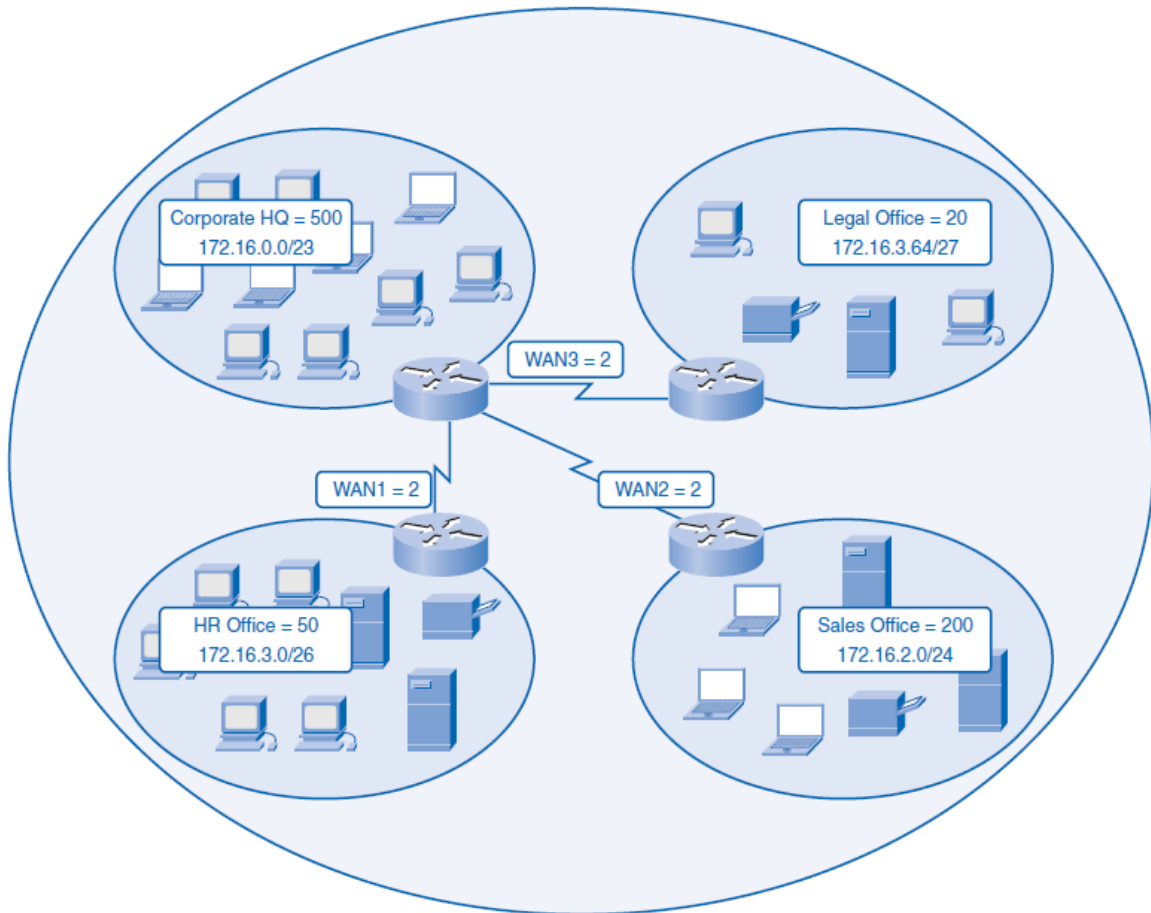 Corporate HQ = 500
172.16.0.0/23
Legal Office = 20
172.16.3.64/27
WAN3 = 2
WAN1 = 2
WAN2 = 2
HR Office = 50
172.16.3.0/26
Sales Office = 200
172.16.2.0/24